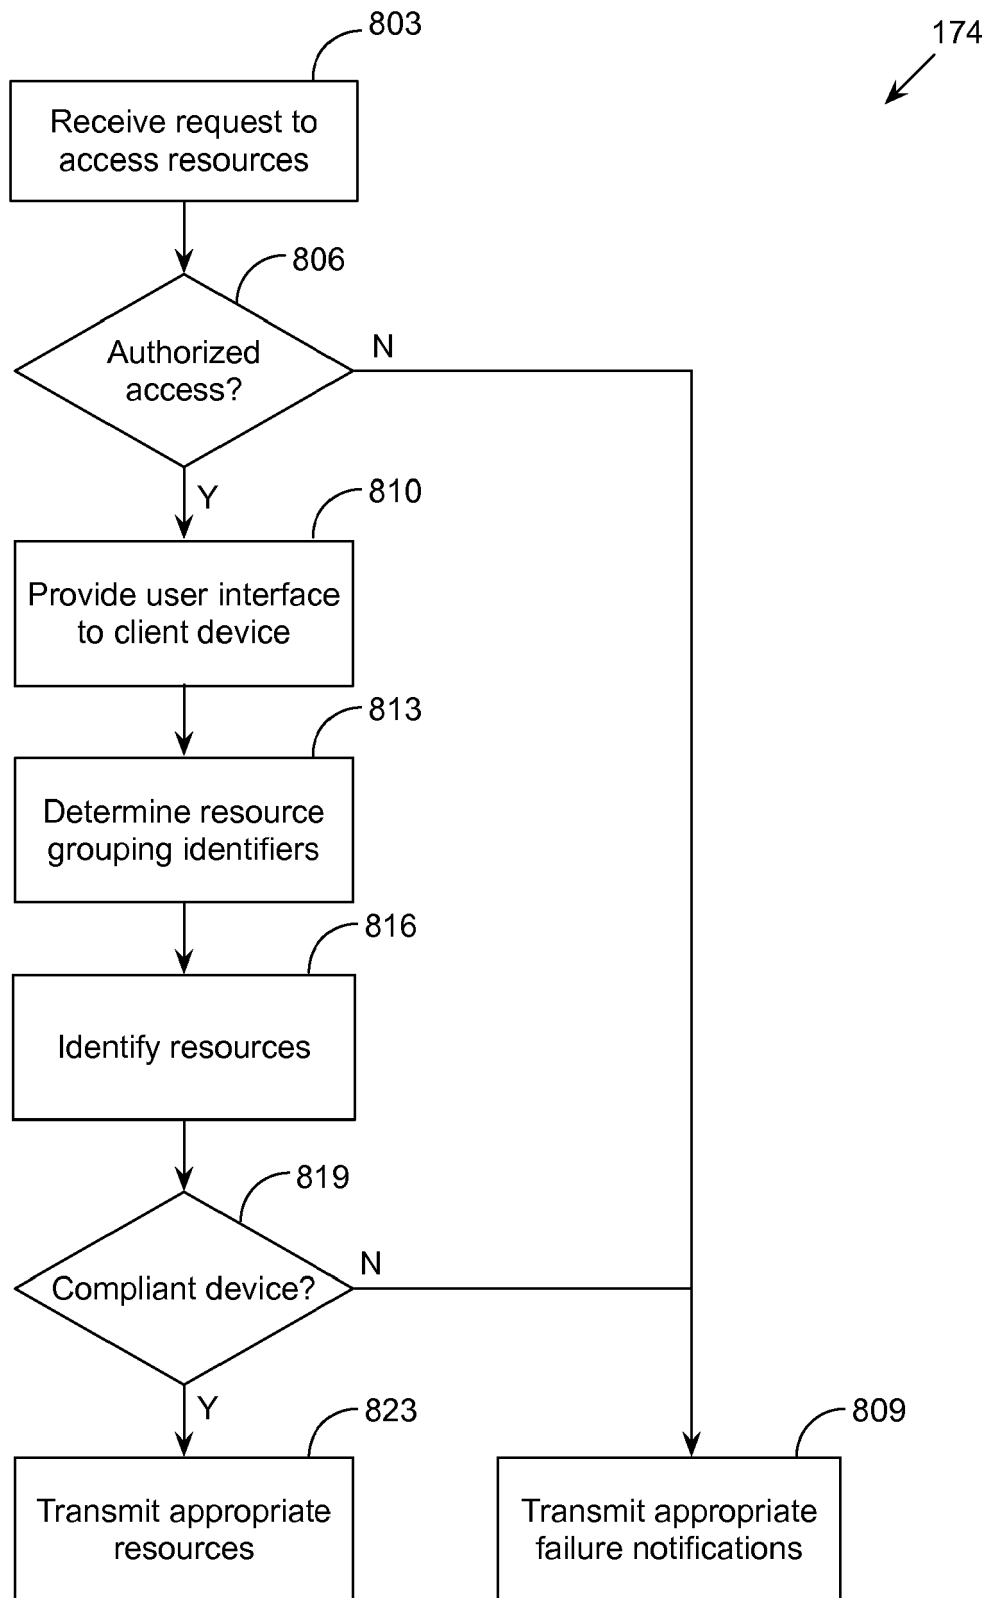 803
174
Receive request to
access resources
806
Authorized
access?
N
Y
810
Provide user interface
to client device
813
Determine resource
grouping identifiers
816
Identify resources
819
Compliant device?
N
Y
823
Transmit appropriate
resources
809
Transmit appropriate
failure notifications